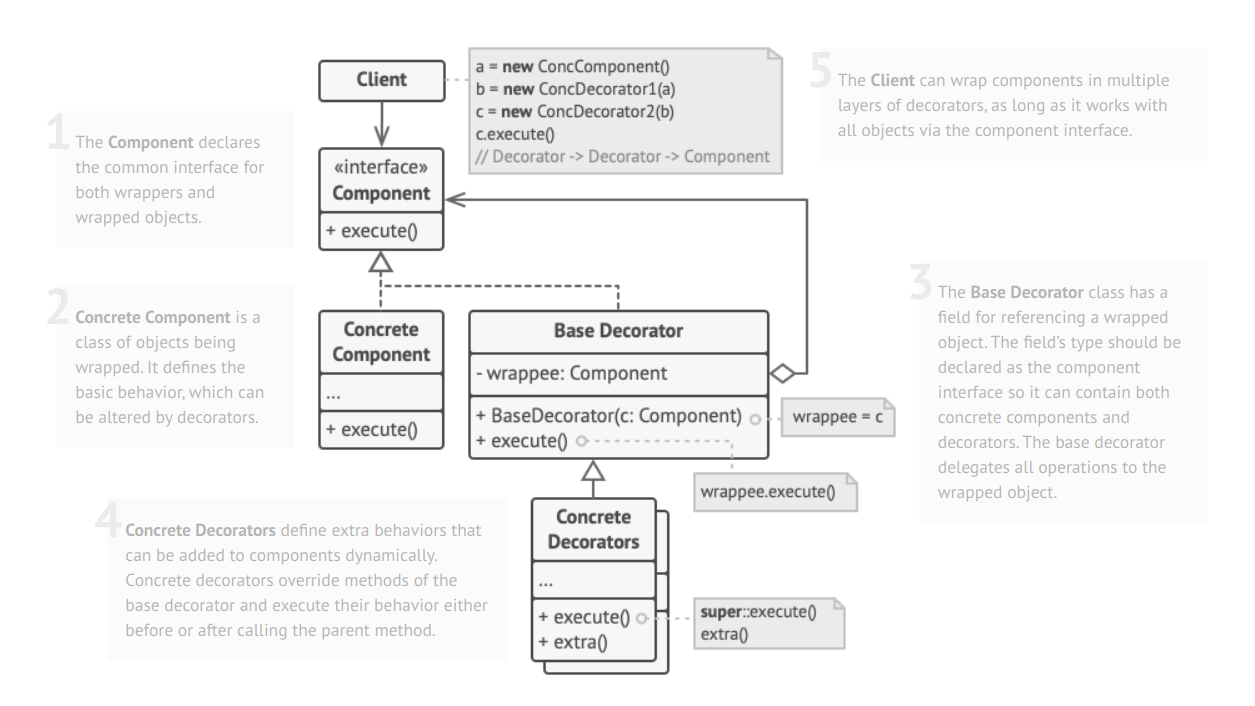 Client
a = new ConcComponent()
b = new ConcDecorator1(a)
c = new ConcDecorator2(b)
c.execute()
// Decorator -> Decorator -> Component
5
The Client can wrap components in multiple
layers of decorators, as long as it works with
all objects via the component interface.
1
The Component declares
the common interface for
both wrappers and
wrapped objects.
«interface»
Component
+ execute()
2
Concrete Component is a
class of objects being
wrapped. It defines the
basic behavior, which can
be altered by decorators.
Concrete
Component
...
+ execute()
Base Decorator
- wrappee: Component
+ BaseDecorator(c: Component)
+ execute()
wrappee = c
wrappee.execute()
3
The Base Decorator class has a
field for referencing a wrapped
object. The field's type should be
declared as the component
interface so it can contain both
concrete components and
decorators. The base decorator
delegates all operations to the
wrapped object.
4
Concrete Decorators define extra behaviors that
can be added to components dynamically.
Concrete decorators override methods of the
base decorator and execute their behavior either
before or after calling the parent method.
Concrete
Decorators
...
+ execute()
+ extra()
super::execute()
extra()